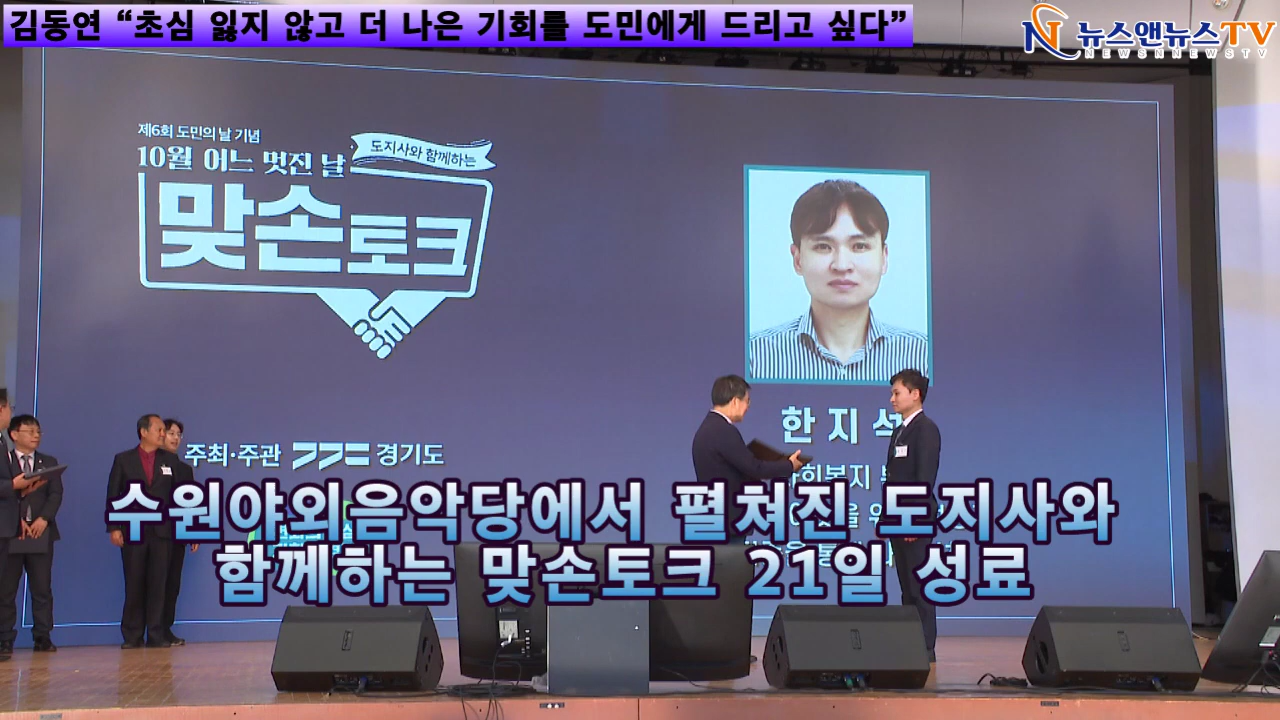 김동연 “초심 잃지 않고 더 나은 기회를 도민에게 드리고 싶다”
뉴스앤뉴스TV
NEWSNNEWSTV
제6회 도민의 날 기념
10월 어느 멋진 날
도지사와 함께하는
맞손토크
한지석
주최·주관 경기도
수원야외음악당에서 펼쳐진 도지사와
함께하는 맞손토크 21일 성료